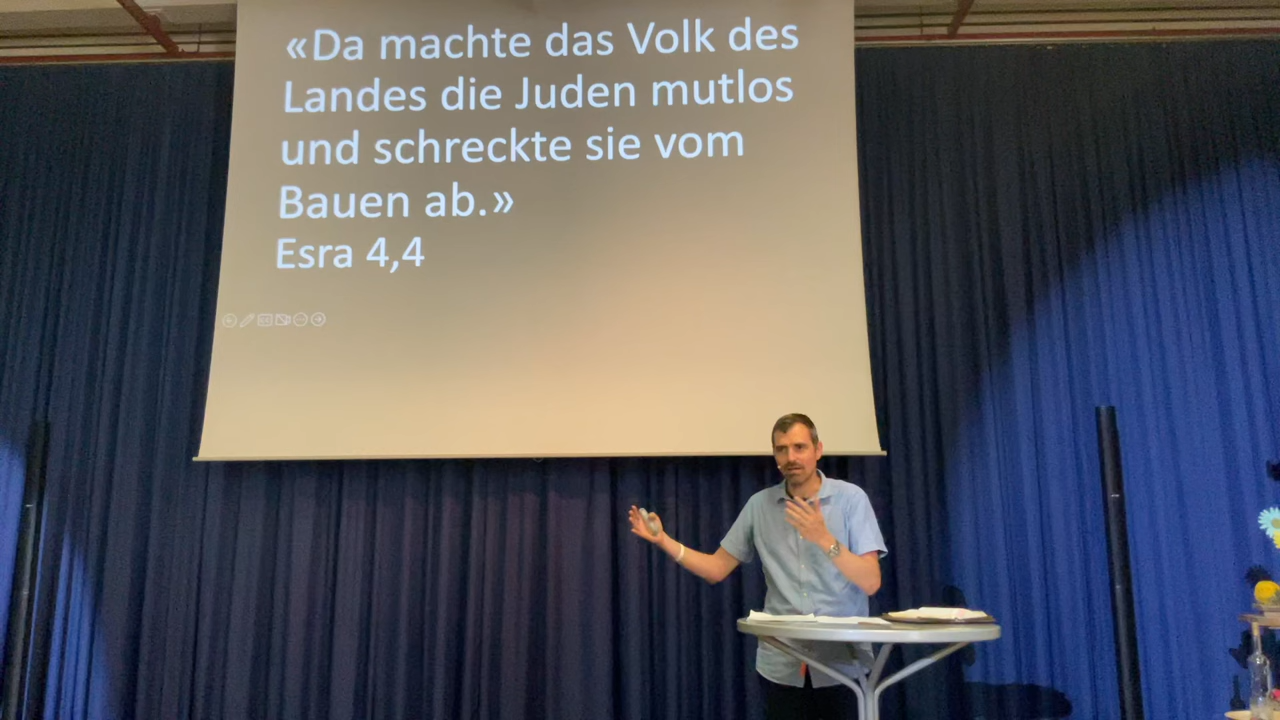 «Da machte das Volk des
Landes die Juden mutlos
und schreckte sie vom
Bauen ab.»
Esra 4,4